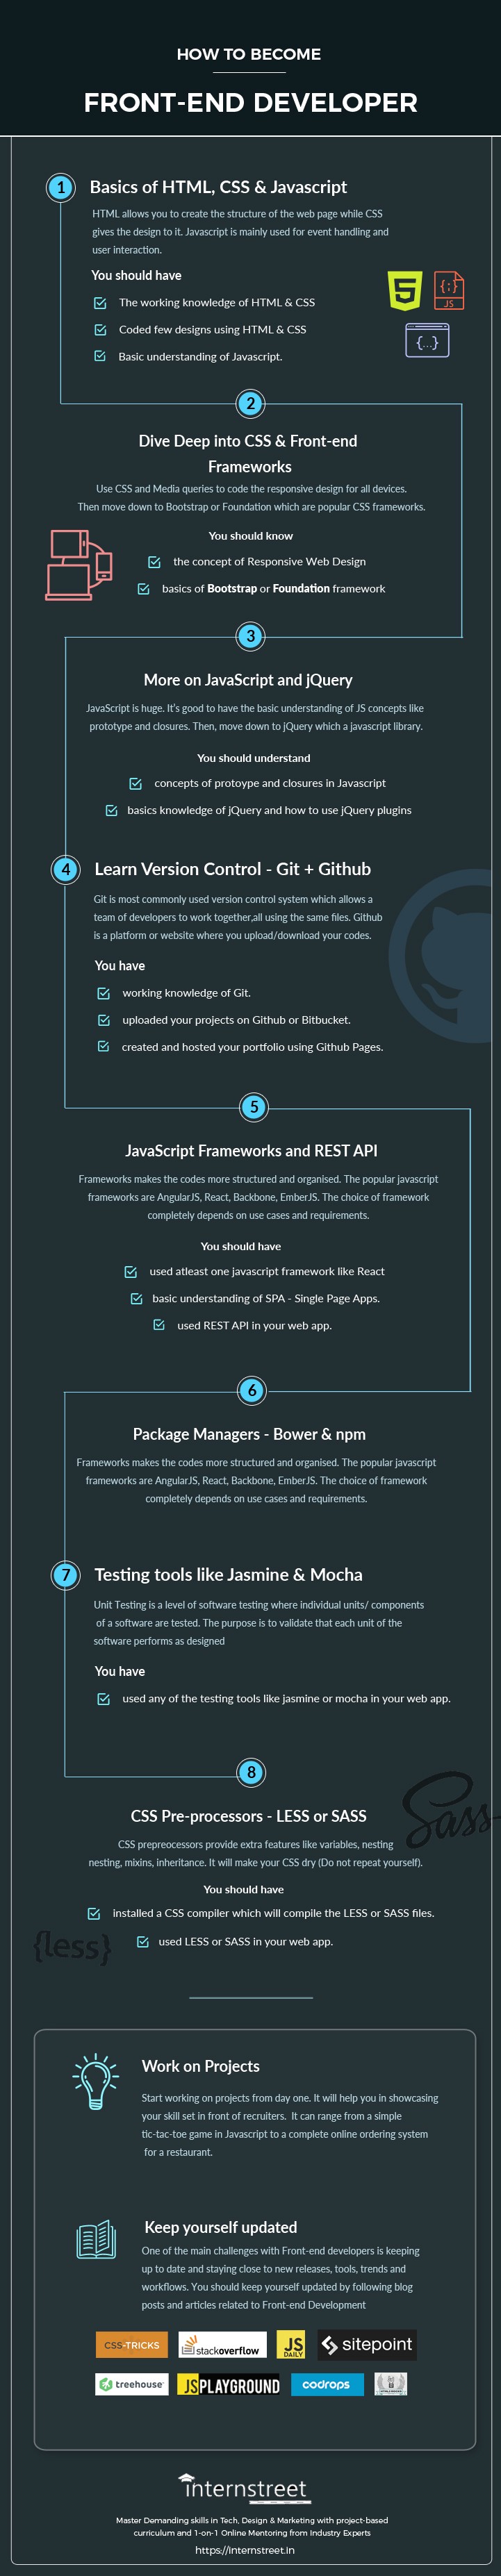 HOW TO BECOME
FRONT-END DEVELOPER
1
Basics of HTML, CSS & Javascript
HTML allows you to create the structure of the web page while CSS
gives the design to it. Javascript is mainly used for event handling and
user interaction.
You should have
The working knowledge of HTML & CSS
Coded few designs using HTML & CSS
Basic understanding of Javascript.
5
{;}
JS
{...}
2
Dive Deep into CSS & Front-end
Frameworks
Use CSS and Media queries to code the responsive design for all devices.
Then move down to Bootstrap or Foundation which are popular CSS frameworks.
You should know
the concept of Responsive Web Design
basics of Bootstrap or Foundation framework
3
More on JavaScript and jQuery
JavaScript is huge. It's good to have the basic understanding of JS concepts like
prototype and closures. Then, move down to jQuery which a javascript library.
You should understand
concepts of protoype and closures in Javascript
basics knowledge of jQuery and how to use jQuery plugins
4
Learn Version Control - Git + Github
Git is most commonly used version control system which allows a
team of developers to work together,all using the same files. Github
is a platform or website where you upload/download your codes.
You have
working knowledge of Git.
uploaded your projects on Github or Bitbucket.
created and hosted your portfolio using Github Pages.
5
JavaScript Frameworks and REST API
Frameworks makes the codes more structured and organised. The popular javascript
frameworks are AngularJS, React, Backbone, EmberJS. The choice of framework
completely depends on use cases and requirements.
You should have
used atleast one javascript framework like React
basic understanding of SPA - Single Page Apps.
used REST API in your web app.
6
Package Managers - Bower & npm
Frameworks makes the codes more structured and organised. The popular javascript
frameworks are AngularJS, React, Backbone, EmberJS. The choice of framework
completely depends on use cases and requirements.
7
Testing tools like Jasmine & Mocha
Unit Testing is a level of software testing where individual units/ components
of a software are tested. The purpose is to validate that each unit of the
software performs as designed
You have
used any of the testing tools like jasmine or mocha in your web app.
8
Sass
CSS Pre-processors - LESS or SASS
CSS prepreocessors provide extra features like variables, nesting
nesting, mixins, inheritance. It will make your CSS dry (Do not repeat yourself).
You should have
installed a CSS compiler which will compile the LESS or SASS files.
used LESS or SASS in your web app.
{less}
Work on Projects
Start working on projects from day one. It will help you in showcasing
your skill set in front of recruiters. It can range from a simple
tic-tac-toe game in Javascript to a complete online ordering system
for a restaurant.
Keep yourself updated
One of the main challenges with Front-end developers is keeping
up to date and staying close to new releases, tools, trends and
workflows. You should keep yourself updated by following blog
posts and articles related to Front-end Development
CSS-TRICKS
stackoverflow
JS DAILY
sitepoint
treehouse
JSPLAYGROUND
codrops
internstreet
Master Demanding skills in Tech, Design & Marketing with project-based
curriculum and 1-on-1 Online Mentoring from Industry Experts
https://internstreet.in